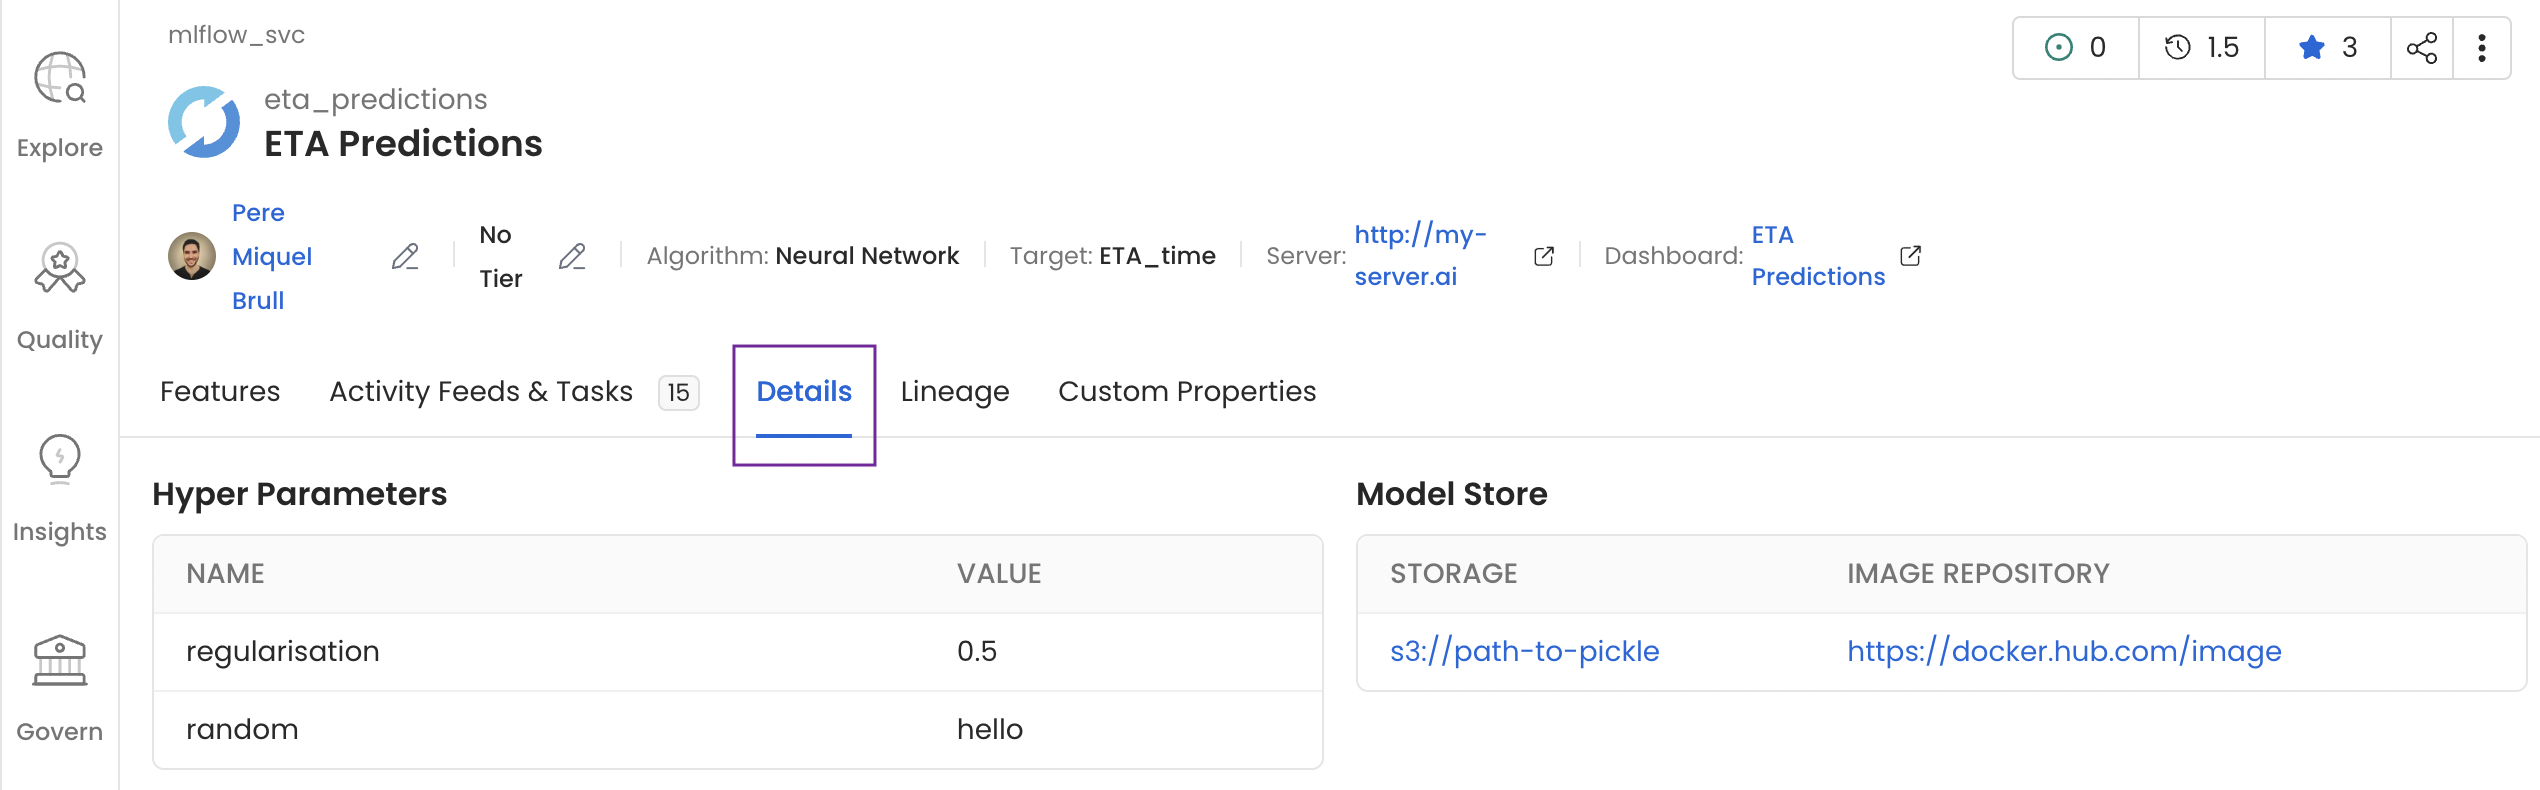 mlflow_svc
0 1.5 3
eta_predictions
ETA Predictions
Explore
Quality
Insights
Govern
Pere
Miquel
Brull
No
Tier
Algorithm: Neural Network
Target: ETA_time
Server: http://my-
server.ai
Dashboard: ETA
Predictions
Features Activity Feeds & Tasks 15 Details Lineage Custom Properties
Hyper Parameters
NAME VALUE
regularisation 0.5
random hello
Model Store
STORAGE IMAGE REPOSITORY
s3://path-to-pickle https://docker.hub.com/image